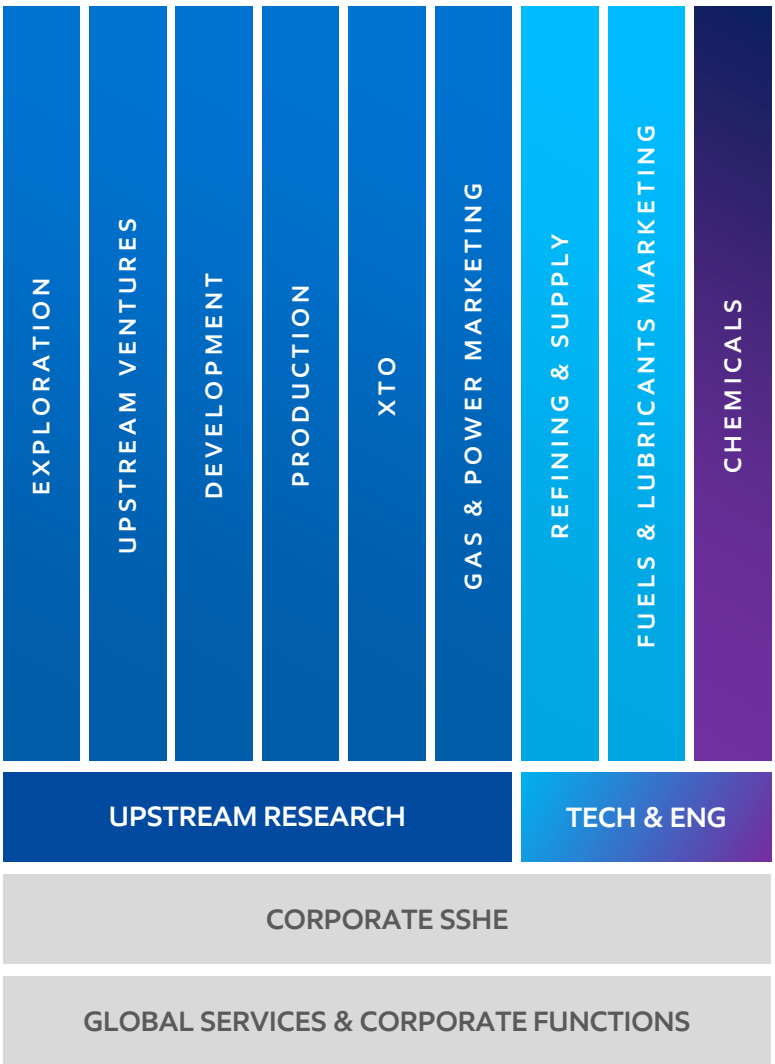 EXPLORATION
UPSTREAM VENTURES
DEVELOPMENT
PRODUCTION
XTO
GAS & POWER MARKETING
REFINING & SUPPLY
FUELS & LUBRICANTS MARKETING
CHEMICALS
UPSTREAM RESEARCH
TECH & ENG
CORPORATE SSHE
GLOBAL SERVICES & CORPORATE FUNCTIONS